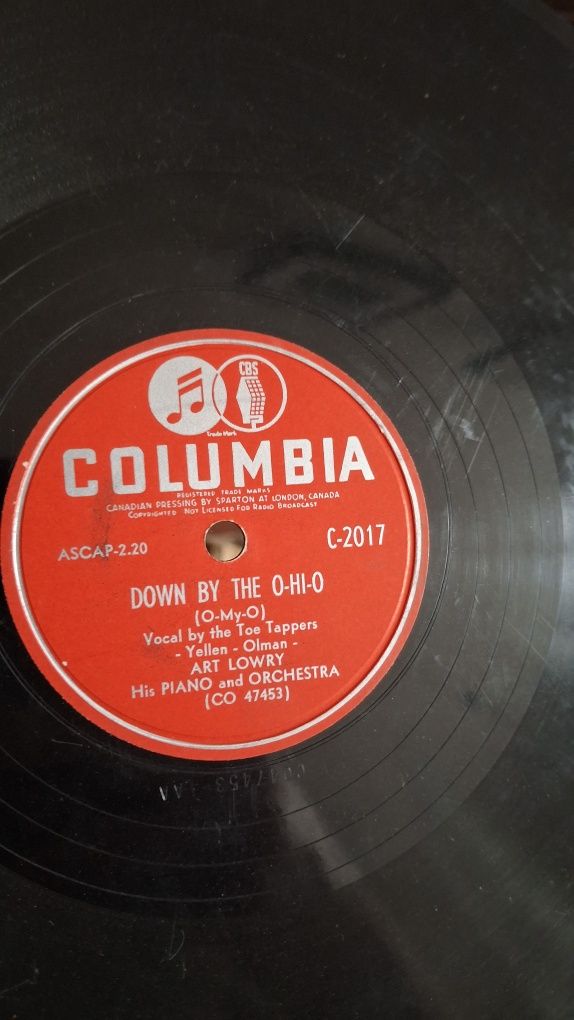 CBS
Trade Mark
COLUMBIA
REGISTERED TRADE MARKS
CANADIAN PRESSING BY SPARTON AT LONDON, CANADA
COPYRIGHTED NOT LICENSED FOR RADIO BROADCAST
ASCAP-2.20
C-2017
DOWN BY THE O-HI-O
(O-My-O)
Vocal by the Toe Tappers
- Yellen - Olman -
ART LOWRY
His PIANO and ORCHESTRA
(CO 47453)